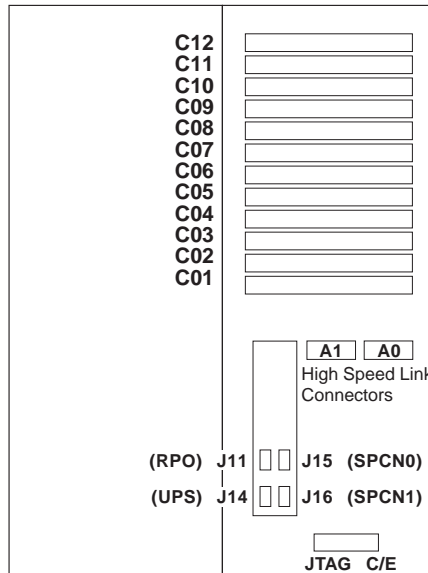 C12
C11
C10
C09
C08
C07
C06
C05
C04
C03
C02
C01
A1 A0
High Speed Link
Connectors
(RPO) J11 J15 (SPCN0)
(UPS) J14 J16 (SPCN1)
JTAG C/E